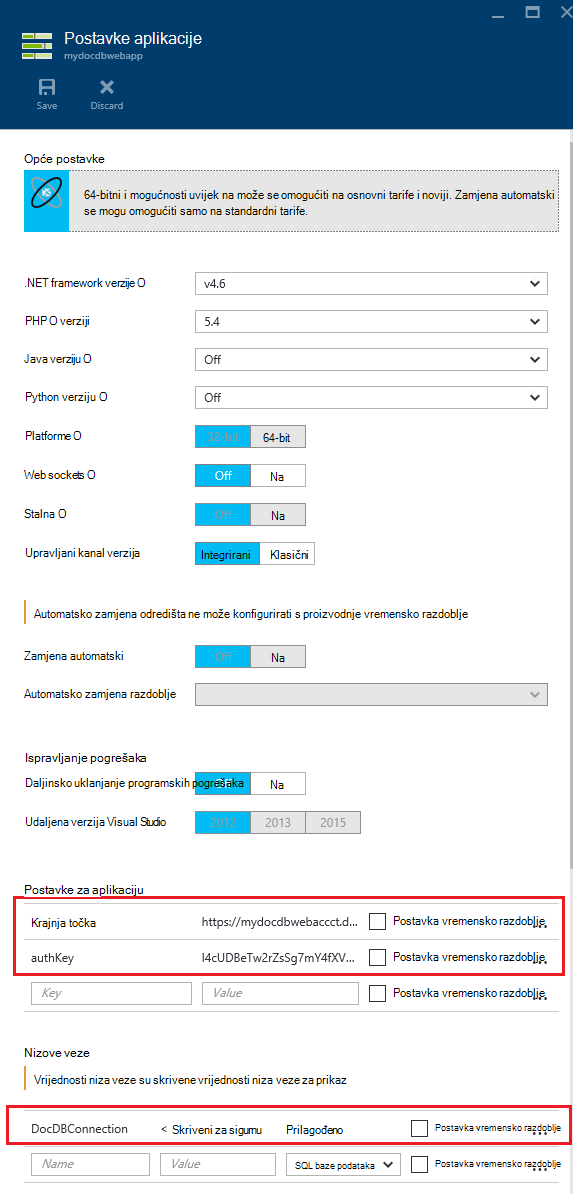 Postavke aplikacije
mydocdbwebapp
Save Discard
Opće postavke
64-bitni i mogućnosti uvijek na može se omogućiti na osnovni tarife i noviji. Zamjena automatski
se mogu omogućiti samo na standardni tarife.
.NET framework verzije O v4.6
PHP O verziji 5.4
Java verziju O Off
Python verziju O Off
Platforme O 32-bit 64-bit
Web sockets O Off Na
Stalna O Off Na
Upravljani kanal verzija Integrirani Klasični
Automatsko zamjena odredišta ne može konfigurirati s proizvodnje vremensko razdoblje
Zamjena automatski Off Na
Automatsko zamjena razdoblje
Ispravljanje pogrešaka
Daljinsko uklanjanje programskih pogrešaka Na
Udaljena verzija Visual Studio 2012 2013 2015
Postavke za aplikaciju
Krajnja točka https://mydocdbwebaccct.d... Postavka vremensko razdoblje ...
authKey l4cUDBeTw2rZsSg7mY4fXV... Postavka vremensko razdoblje ...
Key Value Postavka vremensko razdoblje ...
Nizove veze
Vrijednosti niza veze su skrivene vrijednosti niza veze za prikaz
DocDBConnection < Skriveni za sigurnu Prilagođeno Postavka vremensko razdoblje ...
Name Value SQL baze podataka Postavka vremensko razdoblje ...